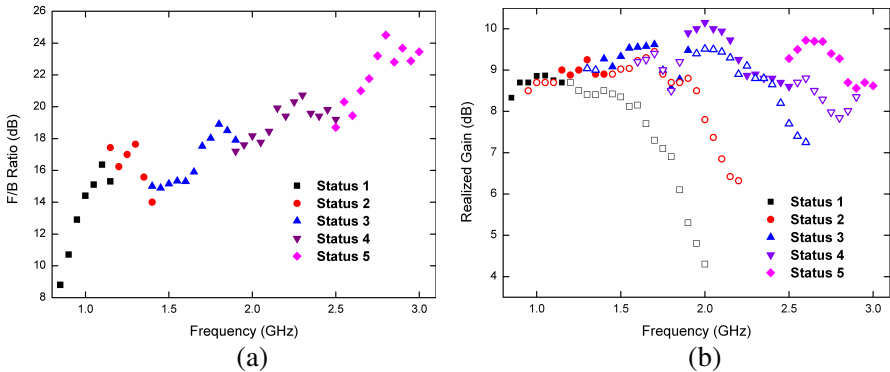 26
24
22
20
18
16
14
12
10
8
F/B Ratio (dB)
Status 1
Status 2
Status 3
Status 4
Status 5
1.0 1.5 2.0 2.5 3.0
Frequency (GHz)
(a)
10
9
8
7
6
5
4
Realized Gain (dB)
Status 1
Status 2
Status 3
Status 4
Status 5
1.0 1.5 2.0 2.5 3.0
Frequency (GHz)
(b)